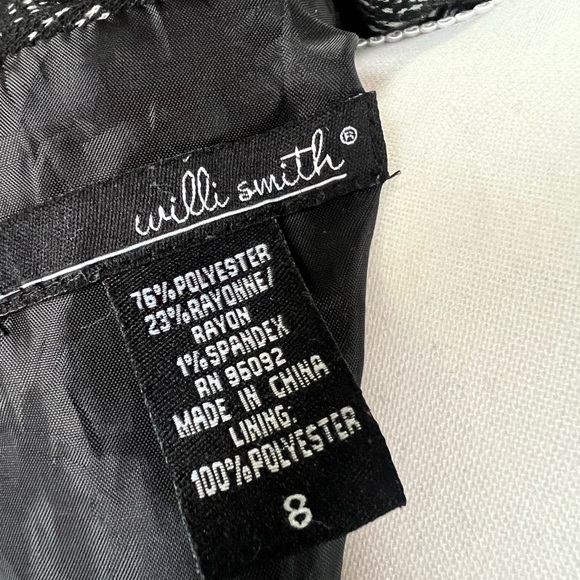 willi smith®
76%POLYESTER
23%RAYONNE/
RAYON
1%SPANDEX
RN 96092
MADE IN CHINA
LINING:
100%POLYESTER
8